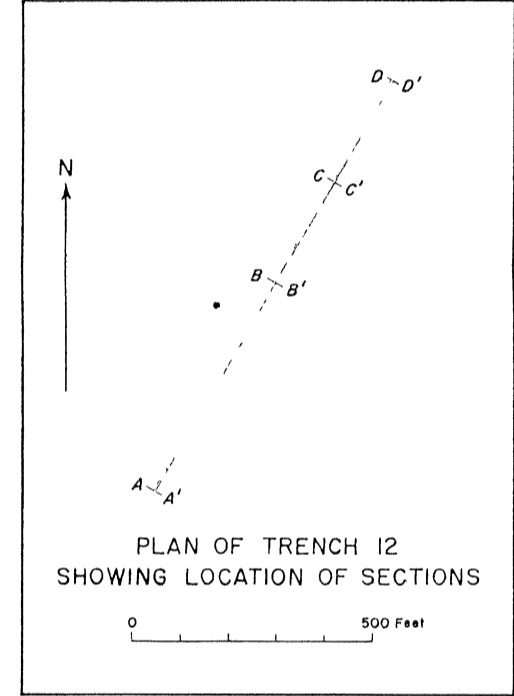 D D'
N
C C'
B B'
A A'
PLAN OF TRENCH 12
SHOWING LOCATION OF SECTIONS
0 500 Feet